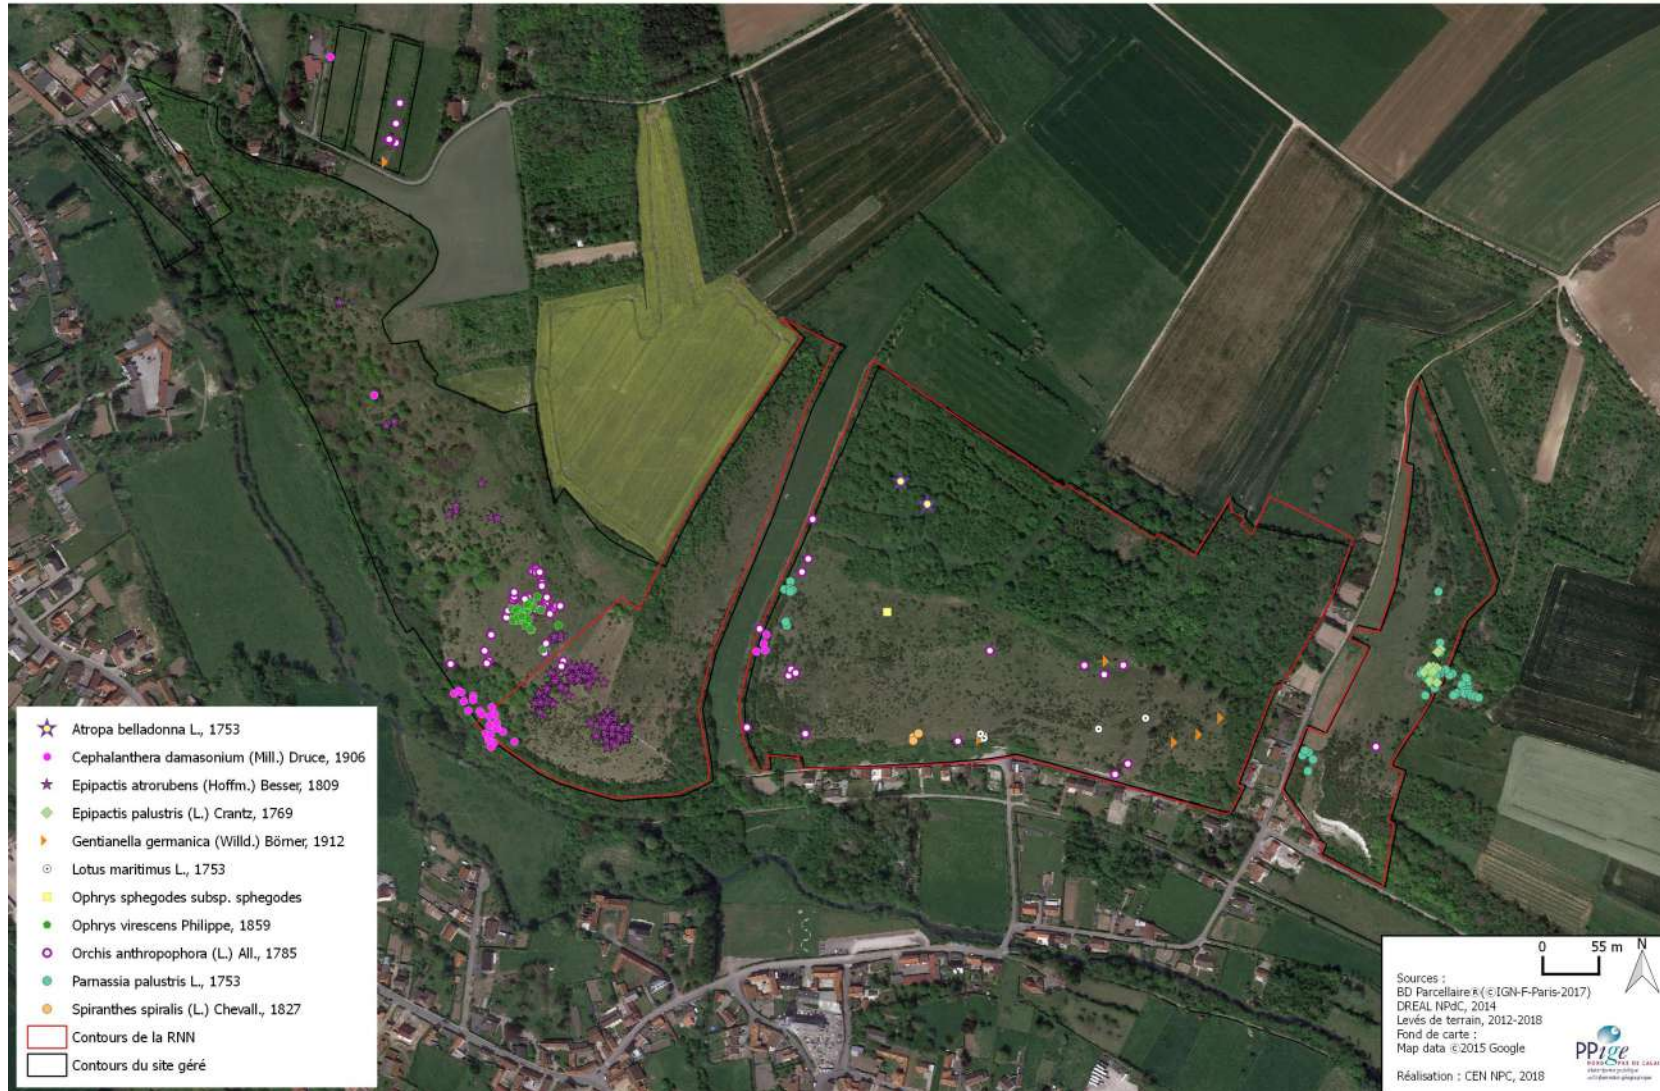 Atropa belladonna L., 1753
Cephalanthera damasonium (Mill.) Druce, 1906
Epipactis atrorubens (Hoffm.) Besser, 1809
Epipactis palustris (L.) Crantz, 1769
Gentianella germanica (Willd.) Börner, 1912
Lotus maritimus L., 1753
Ophrys sphegodes subsp. sphegodes
Ophrys virescens Philippe, 1859
Orchis anthropophora (L.) All., 1785
Parnassia palustris L., 1753
Spiranthes spiralis (L.) Chevall., 1827
Contours de la RNN
Contours du site géré
0 55 m N
Sources :
BD Parcellaire®(©IGN-F-Paris-2017)
DREAL NPdC, 2014
Levés de terrain, 2012-2018
Fond de carte :
Map data ©2015 Google
Réalisation : CEN NPC, 2018
PPige
NORD PAS DE CALAIS